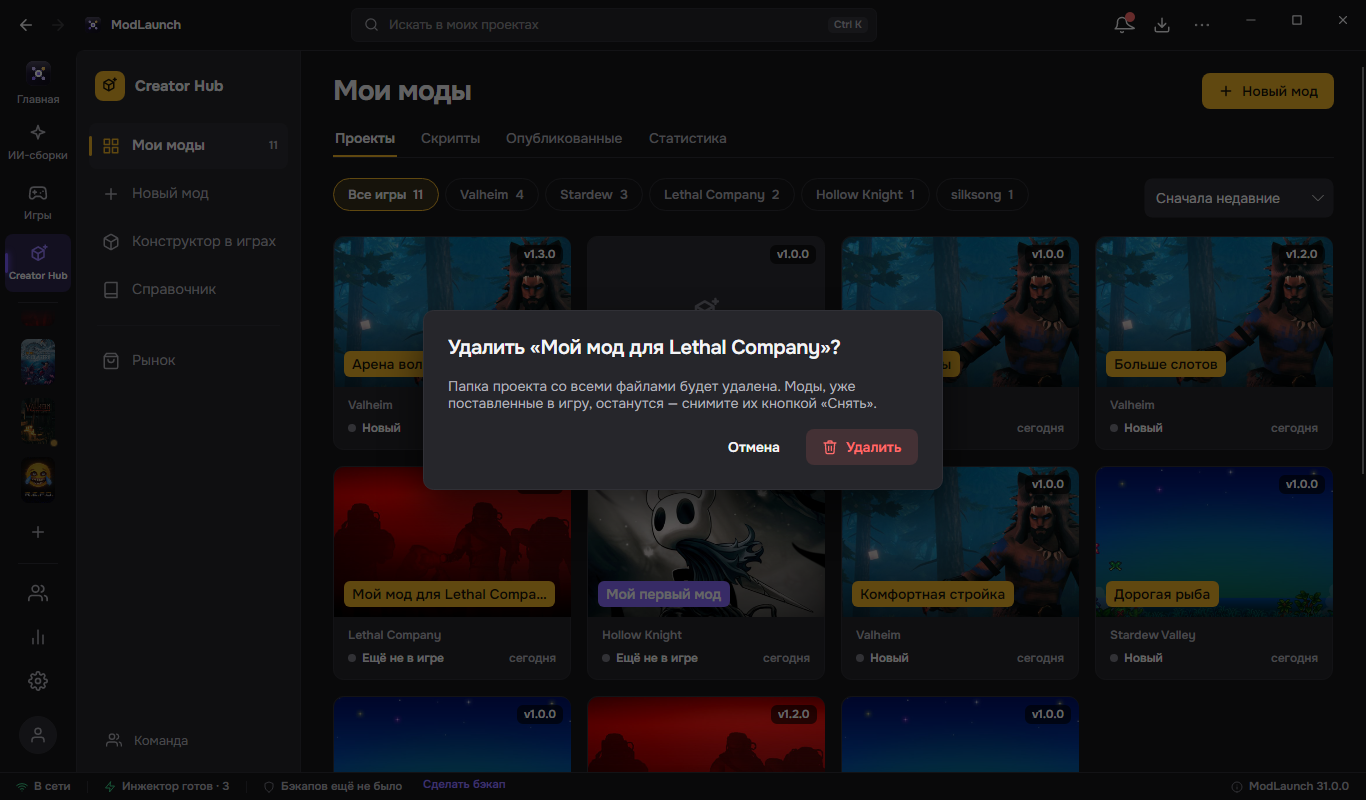 ModLaunch
Искать в моих проектах
Ctrl K
Главная
ИИ-сборки
Игры
Creator Hub
Creator Hub
Мои моды 11
Новый мод
Конструктор в играх
Справочник
Рынок
Команда
Мои моды
Новый мод
Проекты Скрипты Опубликованные Статистика
Все игры 11 Valheim 4 Stardew 3 Lethal Company 2 Hollow Knight 1 silksong 1
Сначала недавние
v1.3.0 v1.0.0 v1.0.0 v1.2.0
Арена вол
Больше слотов
Valheim
Valheim
Новый
сегодня
Новый сегодня
Удалить «Мой мод для Lethal Company»?
Папка проекта со всеми файлами будет удалена. Моды, уже
поставленные в игру, останутся — снимите их кнопкой «Снять».
Отмена
Удалить
v1.0.0 v1.0.0
Мой мод для Lethal Compa...
Мой первый мод
Комфортная стройка
Дорогая рыба
Lethal Company
Hollow Knight
Valheim
Stardew Valley
Ещё не в игре сегодня
Ещё не в игре сегодня
Новый сегодня
Новый сегодня
v1.0.0 v1.2.0 v1.0.0
В сети
Инжектор готов · 3
Бэкапов ещё не было
Сделать бэкап
ModLaunch 31.0.0